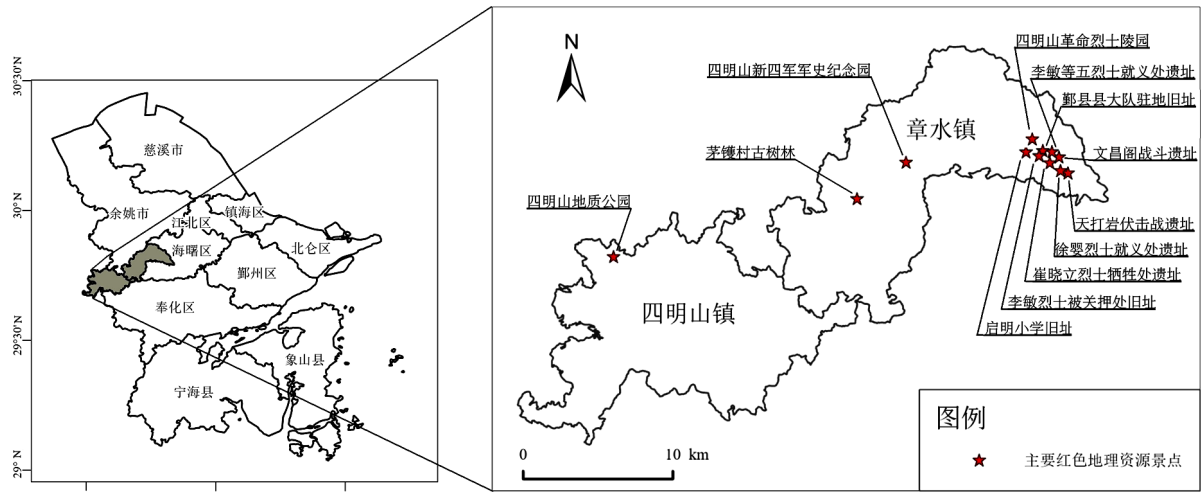 30°30′N
30°N
29°30′N
29°N
慈溪市
余姚市
江北区
镇海区
海曙区
北仑区
鄞州区
奉化区
象山县
宁海县
N
四明山革命烈士陵园
四明山新四军军史纪念园
李敏等五烈士就义处遗址
鄞县县大队驻地旧址
章水镇
茅镬村古树林
文昌阁战斗遗址
四明山地质公园
天打岩伏击战遗址
徐婴烈士就义处遗址
崔晓立烈士牺牲处遗址
四明山镇
李敏烈士被关押处旧址
启明小学旧址
图例
主要红色地理资源景点
0 10 km